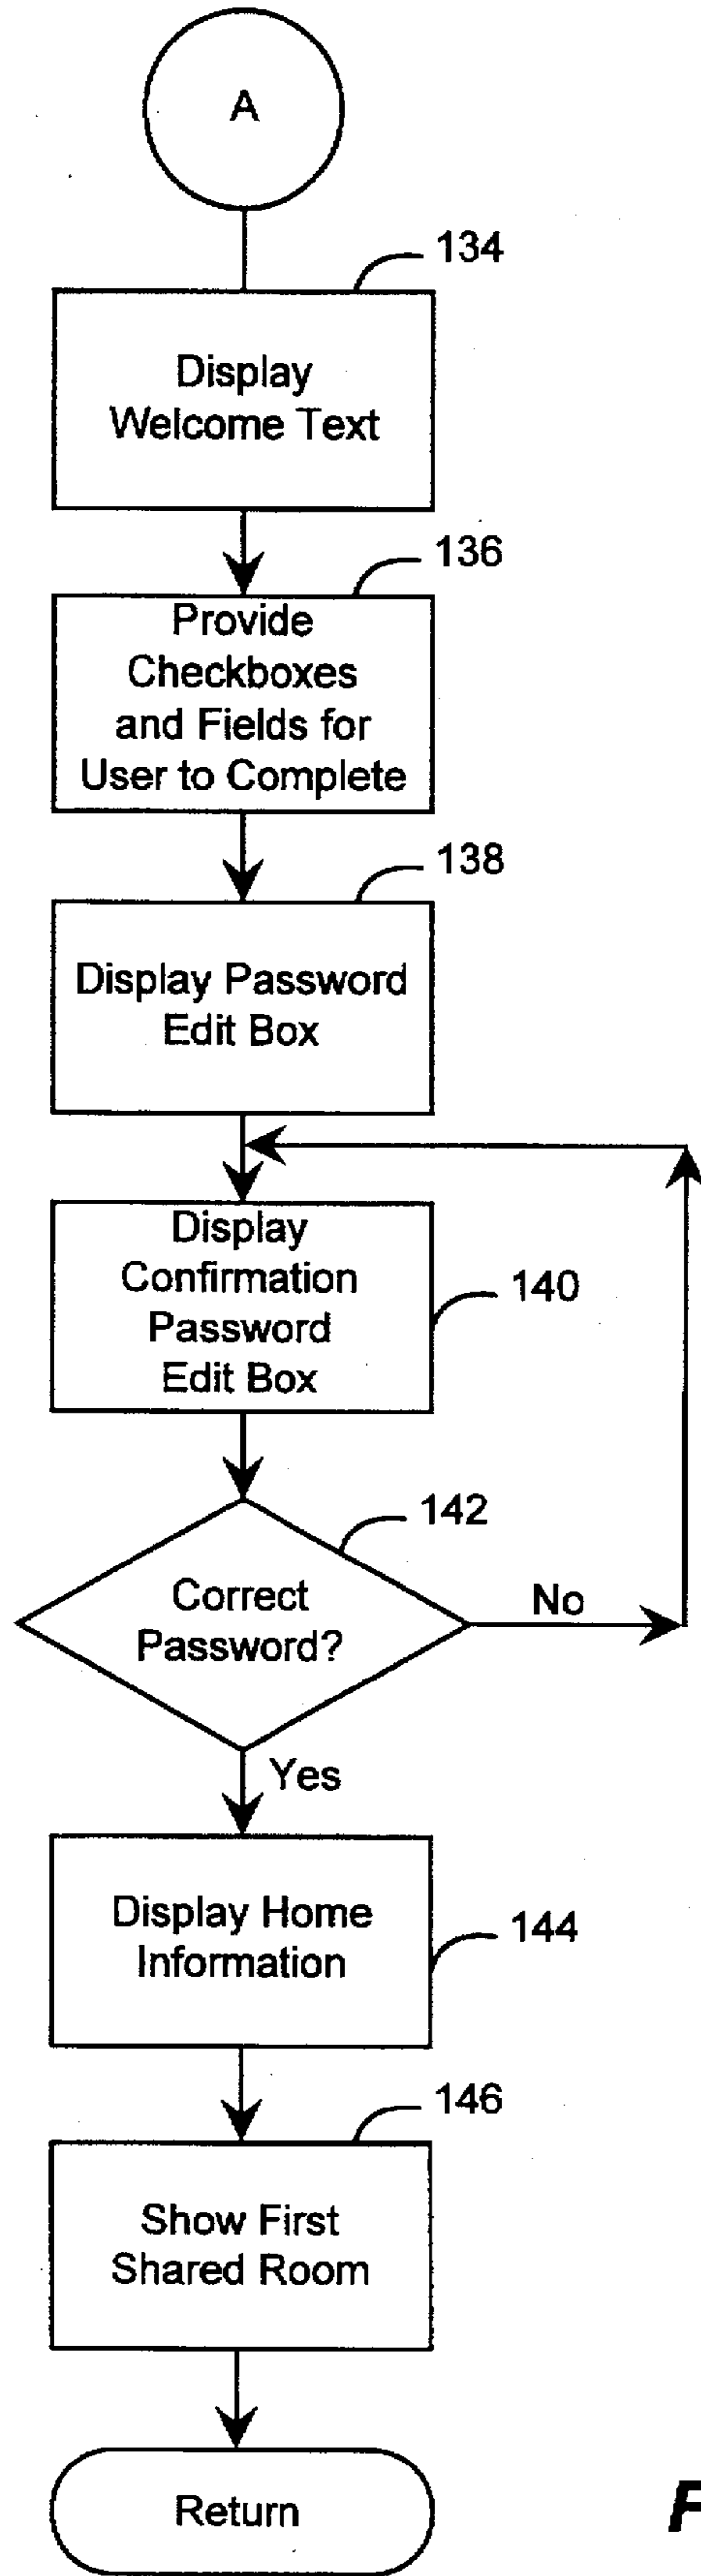 A
134
Display
Welcome Text
136
Provide
Checkboxes
and Fields for
User to Complete
138
Display Password
Edit Box
Display
Confirmation
Password
Edit Box
140
142
Correct
Password?
No
Yes
Display Home
Information
144
146
Show First
Shared Room
Return
F